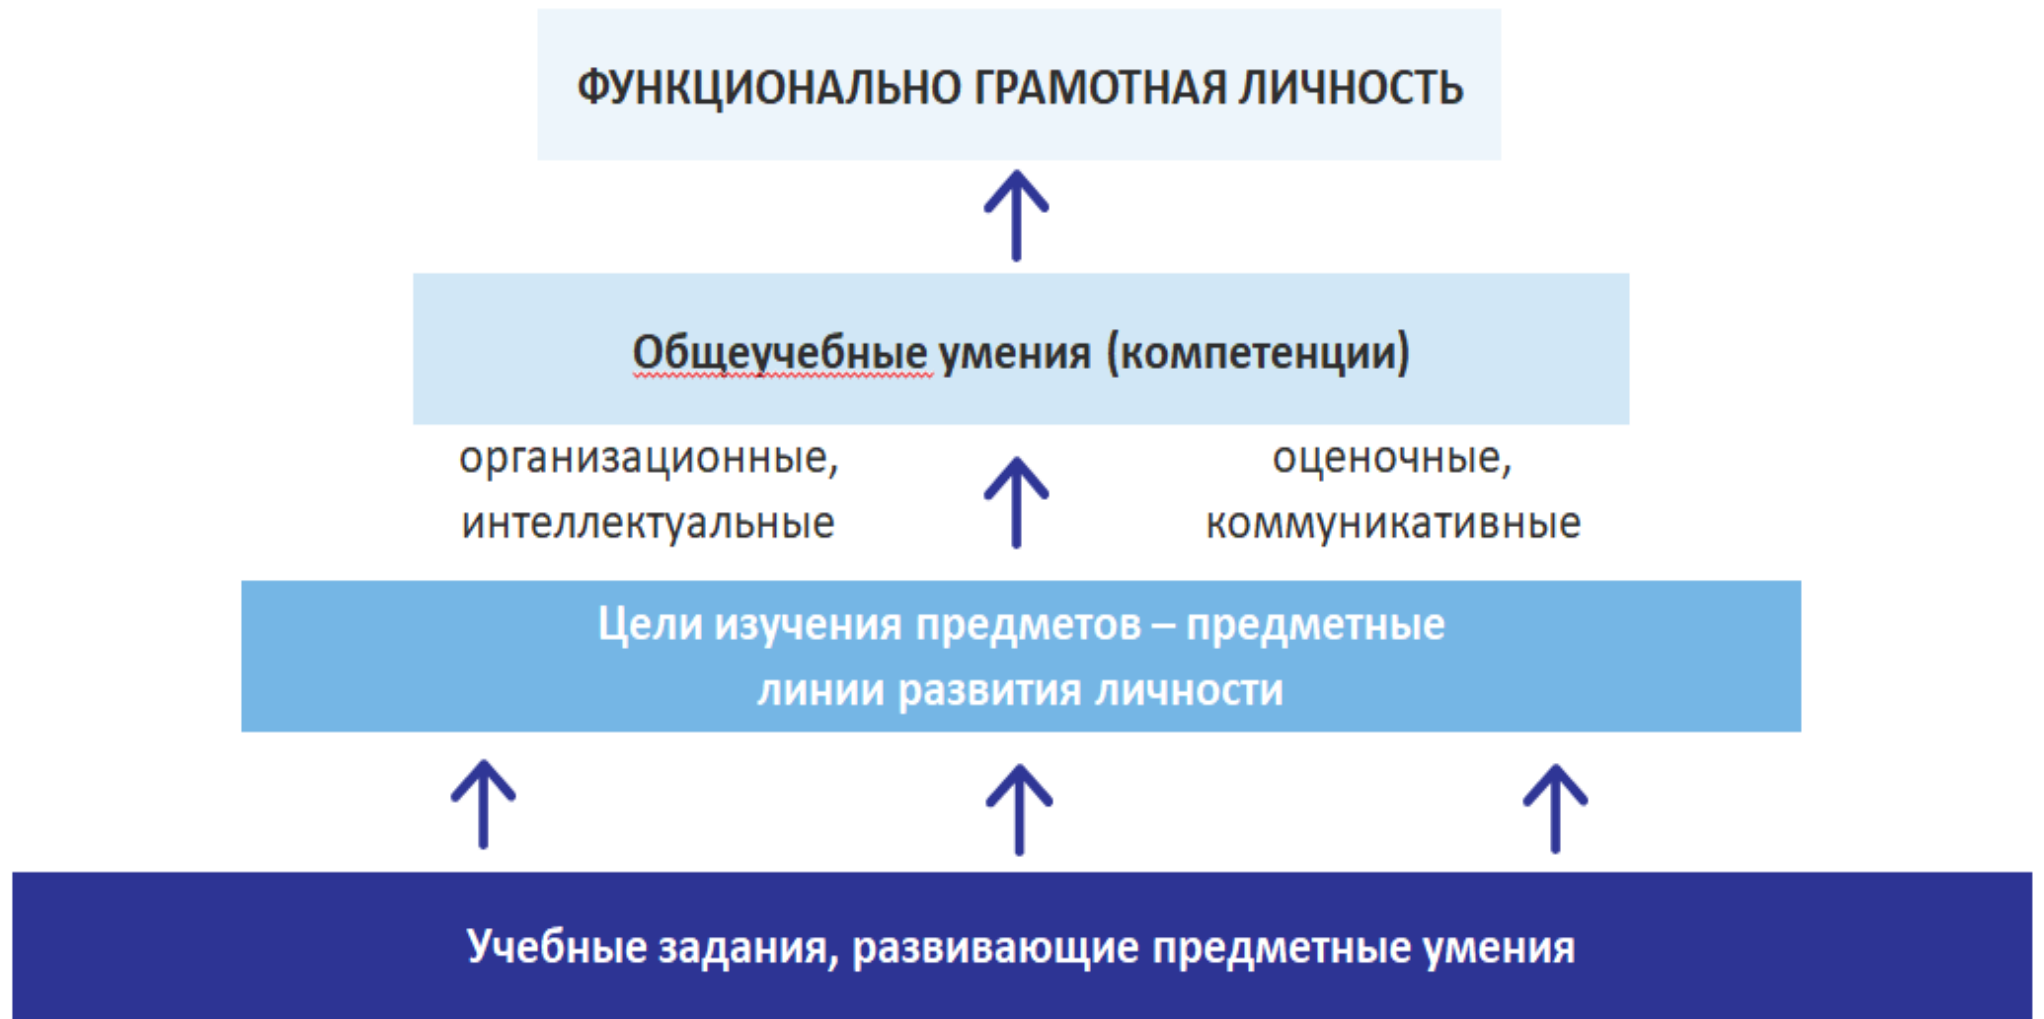 ФУНКЦИОНАЛЬНО ГРАМОТНАЯ ЛИЧНОСТЬ
Общеучебные умения (компетенции)
организационные,
интеллектуальные
оценочные,
коммуникативные
Цели изучения предметов – предметные
линии развития личности
Учебные задания, развивающие предметные умения